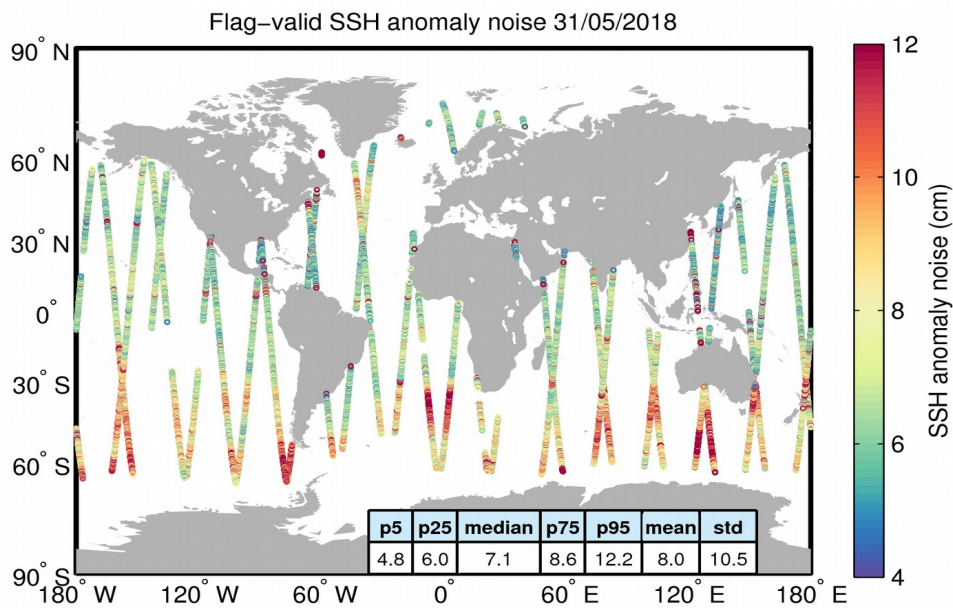 Flag−valid SSH anomaly noise 31/05/2018
90° N
60° N
30° N
0°
30° S
60° S
90° S
180° W
120° W
60° W
0°
60° E
120° E
180° E
12
10
8
6
4
SSH anomaly noise (cm)
p5 p25 median p75 p95 mean std
4.8 6.0 7.1 8.6 12.2 8.0 10.5